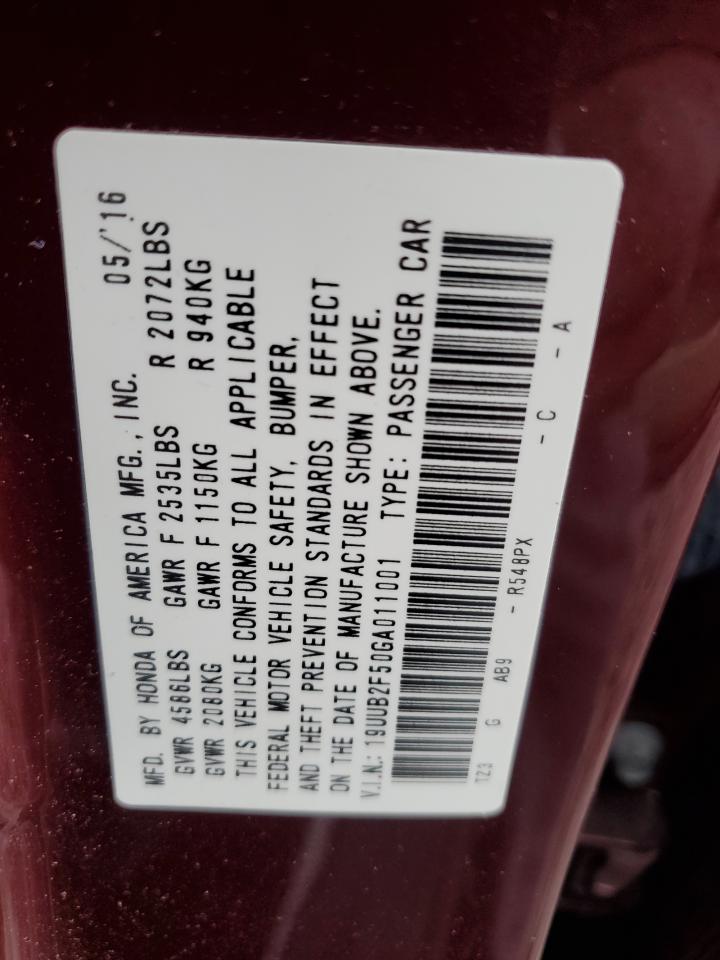 MFD. BY HONDA OF AMERICA MFG., INC. 05/'16
GVWR 4586LBS GAWR F 2535LBS R 2072LBS
GVWR 2080KG GAWR F 1150KG R 940KG
THIS VEHICLE CONFORMS TO ALL APPLICABLE
FEDERAL MOTOR VEHICLE SAFETY, BUMPER,
AND THEFT PREVENTION STANDARDS IN EFFECT
ON THE DATE OF MANUFACTURE SHOWN ABOVE.
V.I.N.: 19UUB2F50GA011001 TYPE: PASSENGER CAR
TZ3 G AB9 - R548PX - C - A